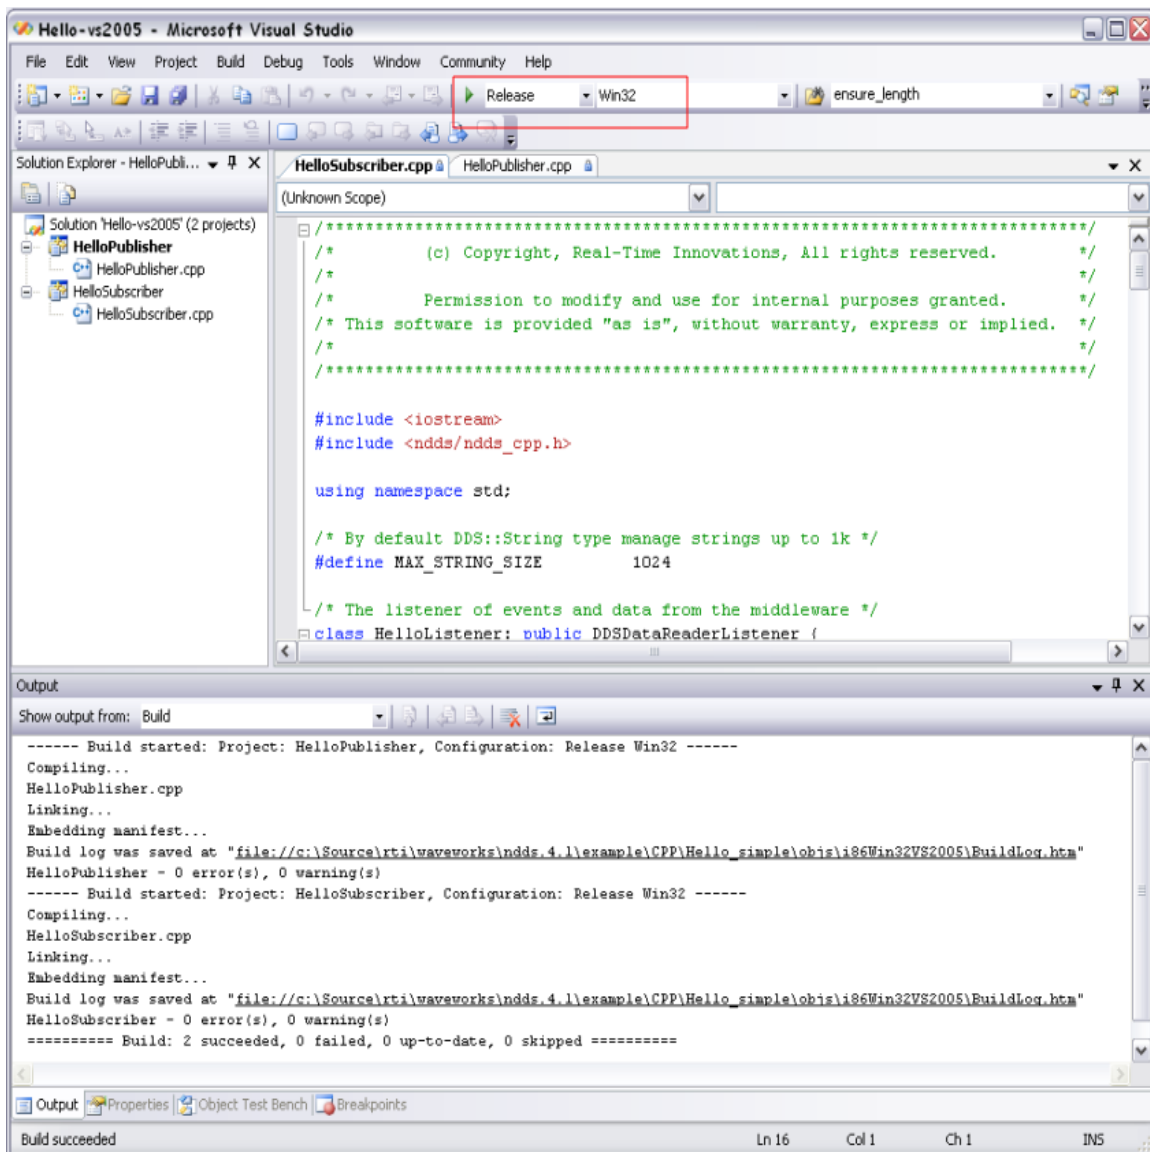 Hello-vs2005 - Microsoft Visual Studio
File Edit View Project Build Debug Tools Window Community Help
Release Win32 ensure_length
Solution Explorer - HelloPubli...
HelloSubscriber.cpp HelloPublisher.cpp
(Unknown Scope)
Solution 'Hello-vs2005' (2 projects)
HelloPublisher
HelloPublisher.cpp
HelloSubscriber
HelloSubscriber.cpp
/*********************************************************************************/
/* (c) Copyright, Real-Time Innovations, All rights reserved. */
/* */
/* Permission to modify and use for internal purposes granted. */
/* This software is provided "as is", without warranty, express or implied. */
/* */
/*********************************************************************************/
#include <iostream>
#include <ndds/ndds_cpp.h>
using namespace std;
/* By default DDS::String type manage strings up to 1k */
#define MAX_STRING_SIZE 1024
/* The listener of events and data from the middleware */
class HelloListener: public DDSDataReaderListener {
Output
Show output from: Build
------ Build started: Project: HelloPublisher, Configuration: Release Win32 ------
Compiling...
HelloPublisher.cpp
Linking...
Embedding manifest...
Build log was saved at "file://c:\Source\rti\waveworks\ndds.4.1\example\CPP\Hello_simple\objs\i86Win32VS2005\BuildLog.htm"
HelloPublisher - 0 error(s), 0 warning(s)
------ Build started: Project: HelloSubscriber, Configuration: Release Win32 ------
Compiling...
HelloSubscriber.cpp
Linking...
Embedding manifest...
Build log was saved at "file://c:\Source\rti\waveworks\ndds.4.1\example\CPP\Hello_simple\objs\i86Win32VS2005\BuildLog.htm"
HelloSubscriber - 0 error(s), 0 warning(s)
========== Build: 2 succeeded, 0 failed, 0 up-to-date, 0 skipped ==========
Output Properties Object Test Bench Breakpoints
Build succeeded Ln 16 Col 1 Ch 1 INS